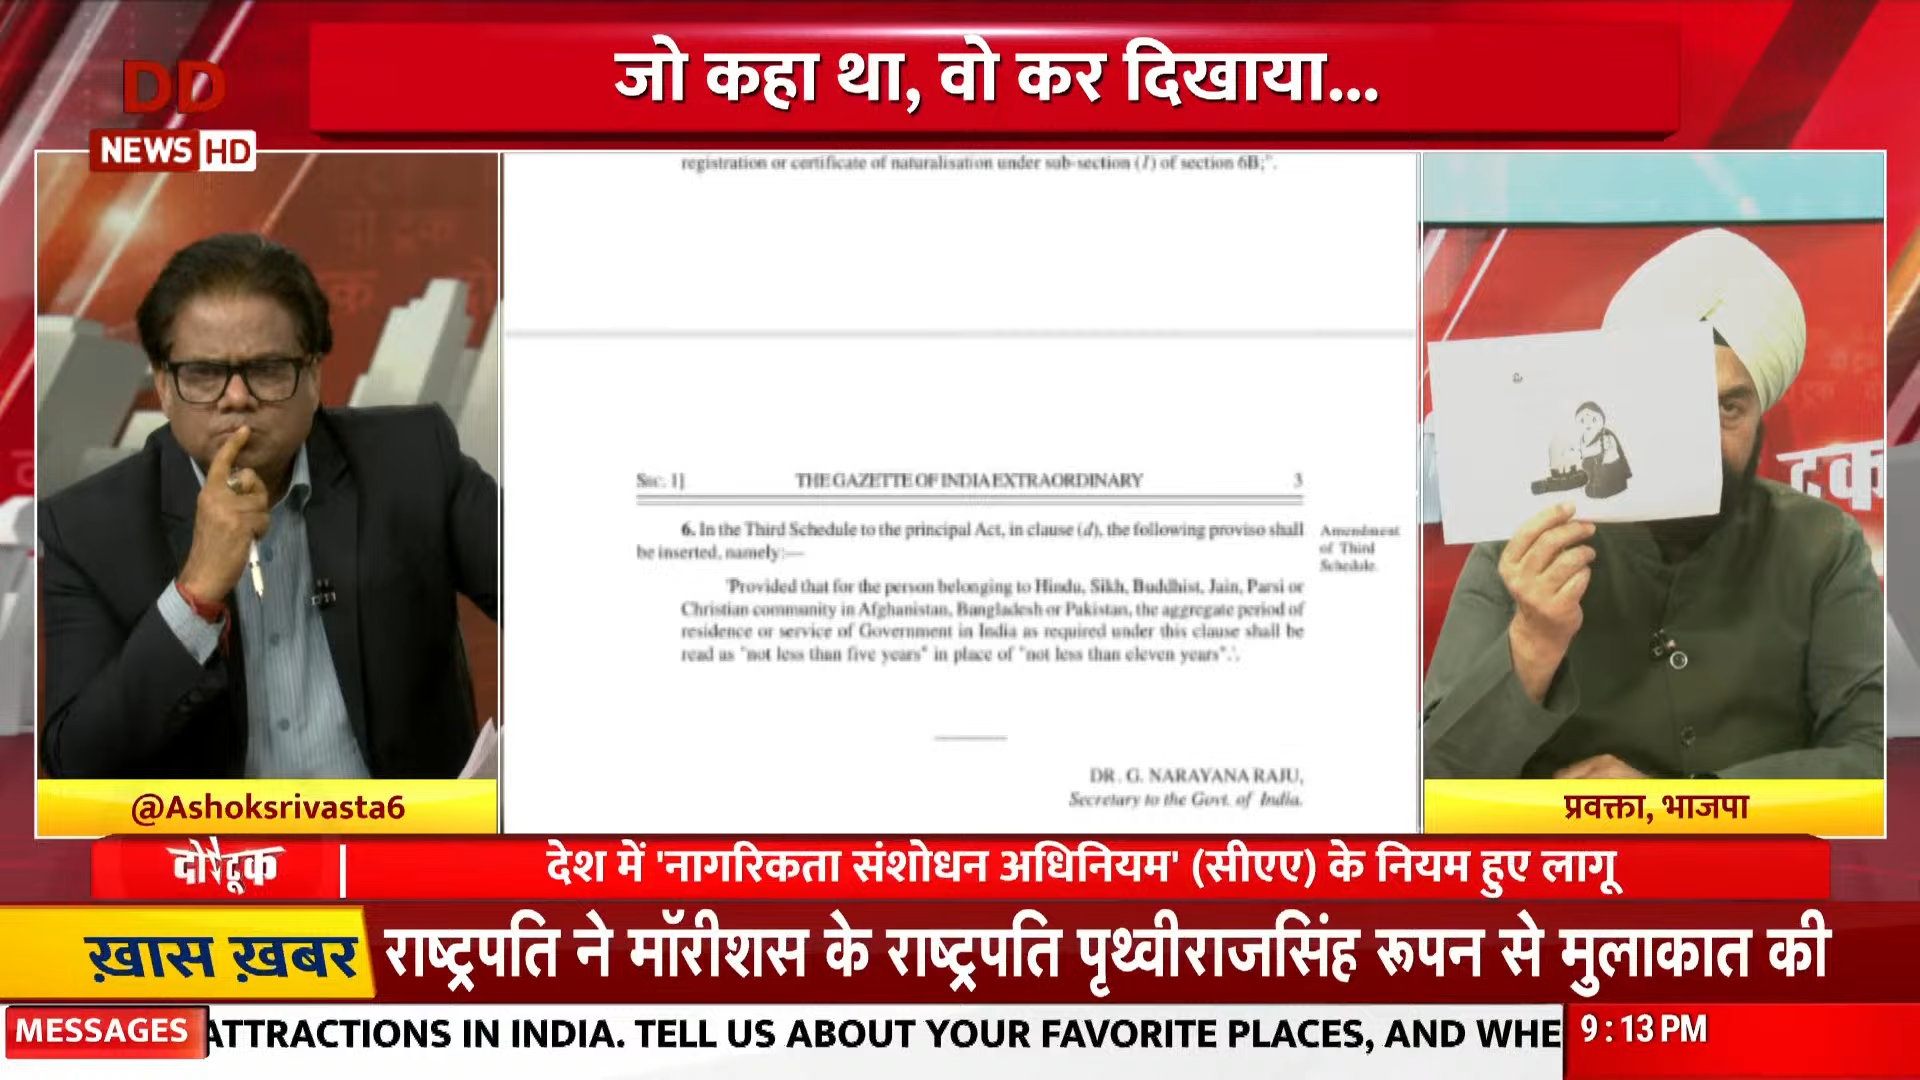 जो कहा था, वो कर दिखाया...
DD
NEWS HD
registration or certificate of naturalisation under sub-section (1) of section 6B;".
SEC. 1]
THE GAZETTE OF INDIA EXTRAORDINARY
3
6. In the Third Schedule to the principal Act, in clause (d), the following proviso shall
be inserted, namely:—
Amendment
of Third
Schedule.
'Provided that for the person belonging to Hindu, Sikh, Buddhist, Jain, Parsi or
Christian community in Afghanistan, Bangladesh or Pakistan, the aggregate period of
residence or service of Government in India as required under this clause shall be
read as "not less than five years" in place of "not less than eleven years".'.
DR. G. NARAYANA RAJU,
Secretary to the Govt. of India.
दो टूक
टूक
@Ashoksrivasta6
प्रवक्ता, भाजपा
दो टूक
देश में 'नागरिकता संशोधन अधिनियम' (सीएए) के नियम हुए लागू
ख़ास ख़बर
राष्ट्रपति ने मॉरीशस के राष्ट्रपति पृथ्वीराजसिंह रूपन से मुलाकात की
MESSAGES
ATTRACTIONS IN INDIA. TELL US ABOUT YOUR FAVORITE PLACES, AND WHE
9:13 PM